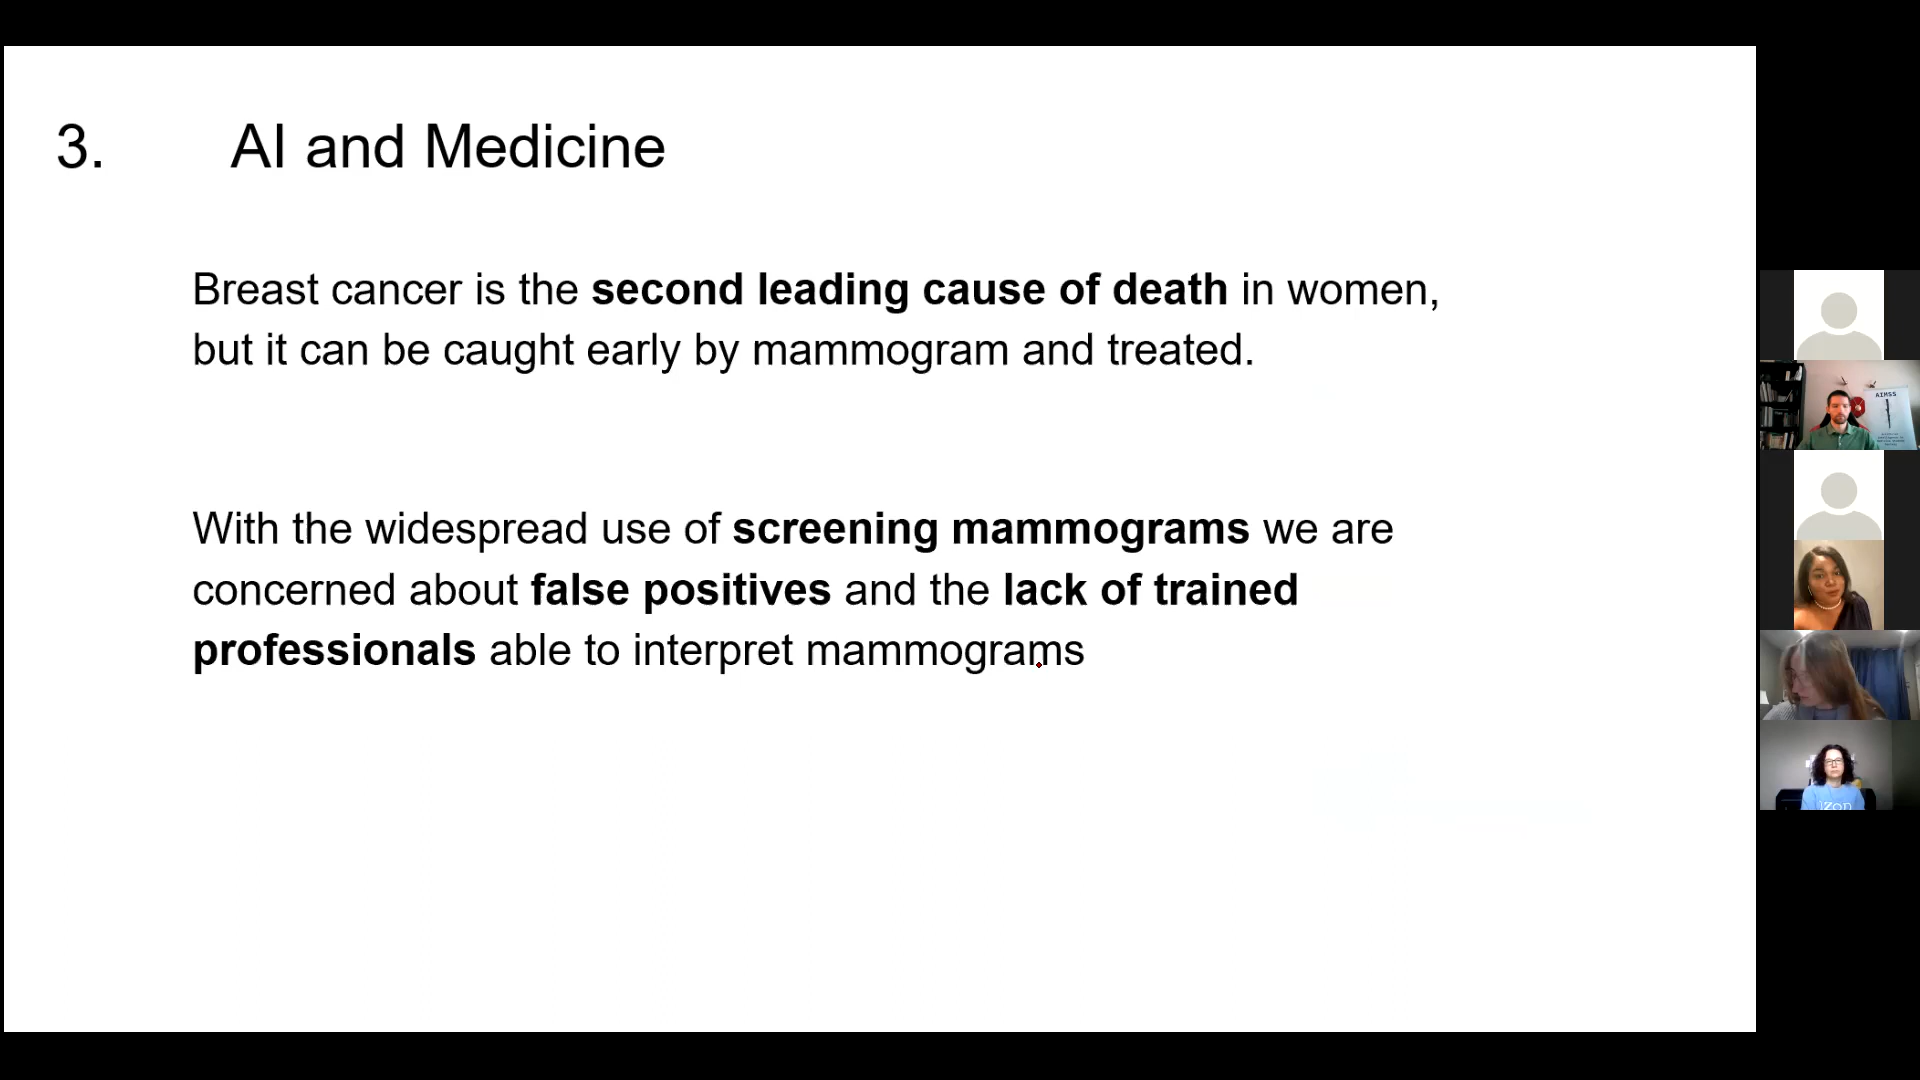 3. AI and Medicine
Breast cancer is the second leading cause of death in women,
but it can be caught early by mammogram and treated.
With the widespread use of screening mammograms we are
concerned about false positives and the lack of trained
professionals able to interpret mammograms
AIMSS